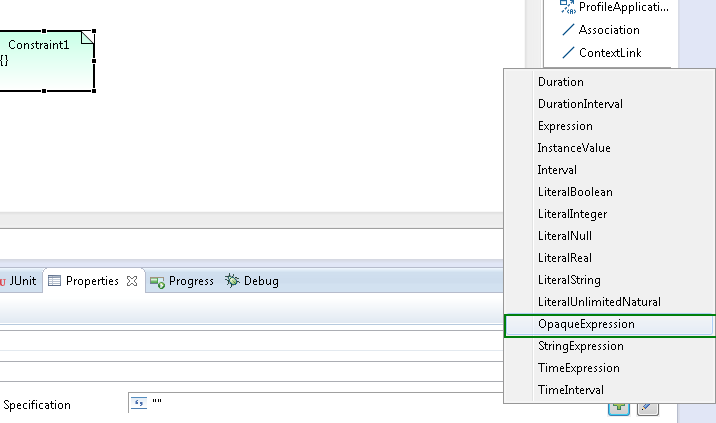 ProfileApplicati...
Association
ContextLink
Constraint1
{}
Duration
DurationInterval
Expression
InstanceValue
Interval
LiteralBoolean
LiteralInteger
LiteralNull
LiteralReal
LiteralString
LiteralUnlimitedNatural
OpaqueExpression
StringExpression
TimeExpression
TimeInterval
JUnit Properties Progress Debug
Specification ""